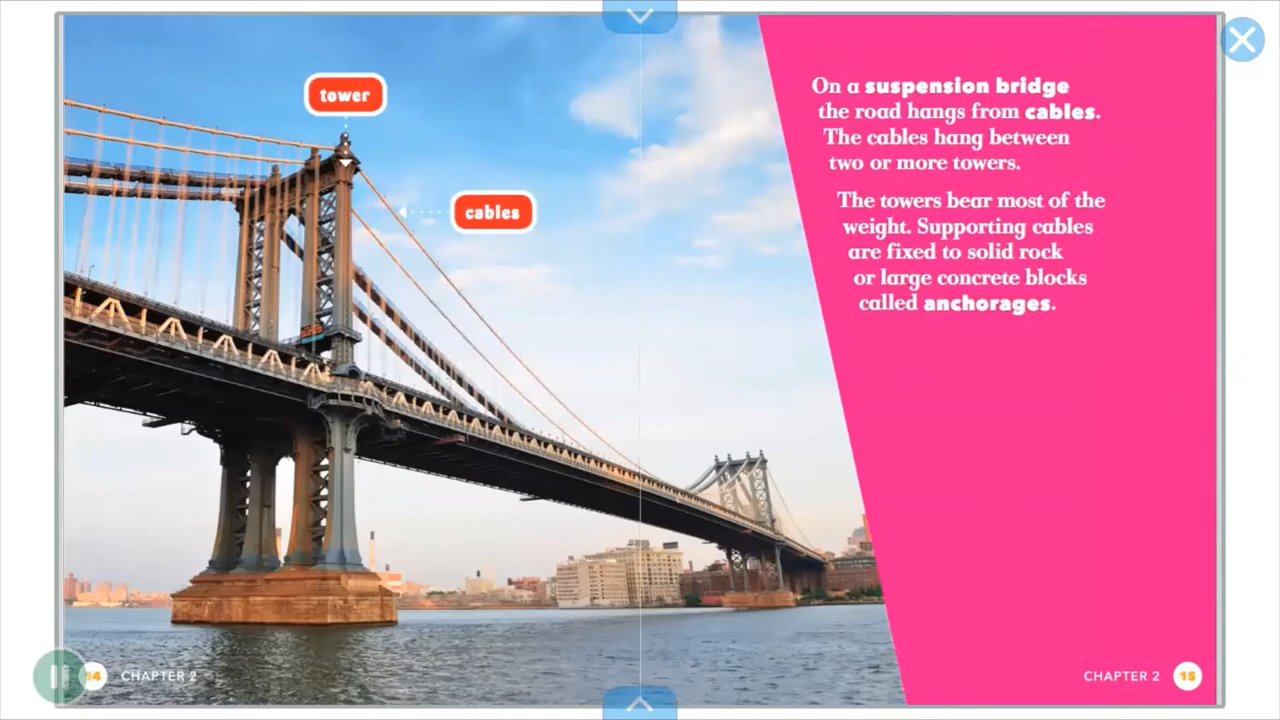 tower
cables
On a suspension bridge
the road hangs from cables.
The cables hang between
two or more towers.
The towers bear most of the
weight. Supporting cables
are fixed to solid rock
or large concrete blocks
called anchorages.
14 CHAPTER 2
CHAPTER 2 15